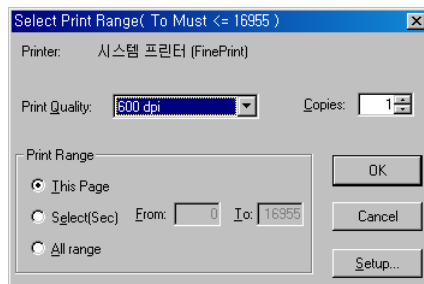 Select Print Range( To Must <= 16955 )
Printer: 시스템 프린터 (FinePrint)
Print Quality: 600 dpi Copies: 1
Print Range
This Page
Select(Sec) From: 0 To: 16955
All range
OK
Cancel
Setup...